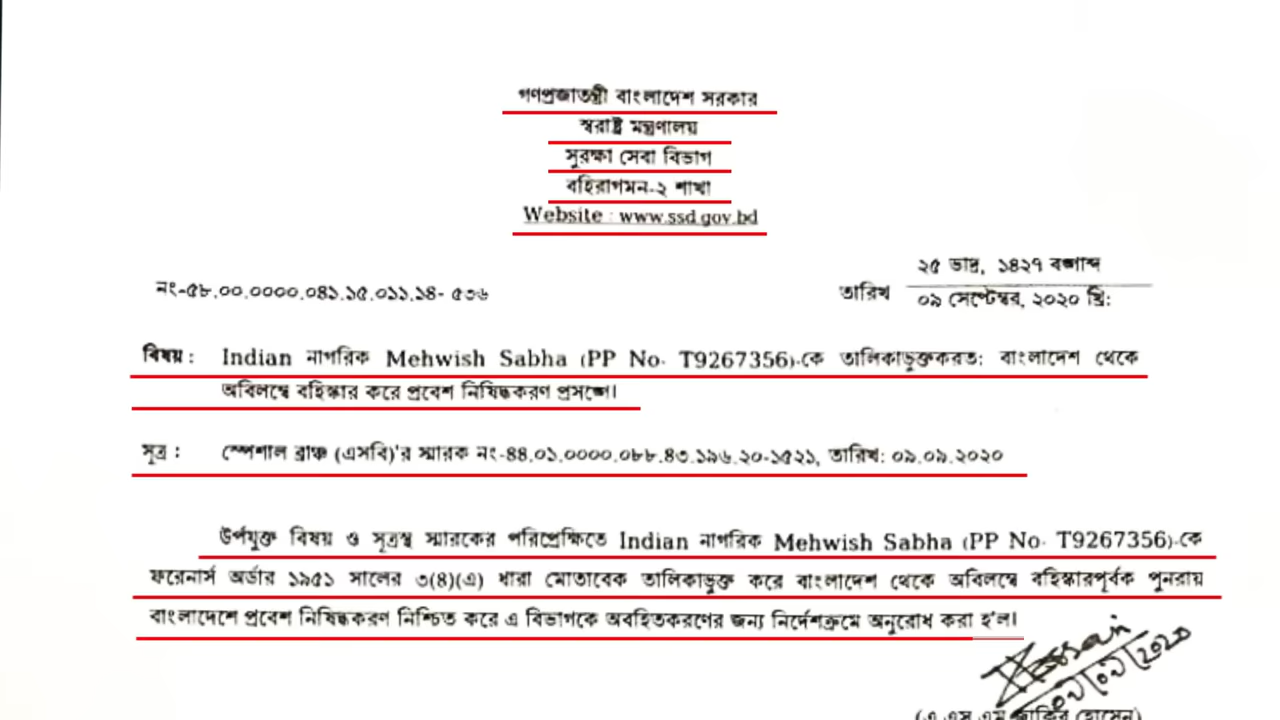 গণপ্রজাতন্ত্রী বাংলাদেশ সরকার
স্বরাষ্ট্র মন্ত্রণালয়
সুরক্ষা সেবা বিভাগ
বহিরাগমন-২ শাখা
Website : www.ssd.gov.bd
নং-৫৮.০০.০০০০.০৪১.১৫.০১১.১৪- ৫৩৬
২৫ ভাদ্র, ১৪২৭ বঙ্গাব্দ
তারিখ
০৯ সেপ্টেম্বর, ২০২০ খ্রি:
বিষয় : Indian নাগরিক Mehwish Sabha (PP No- T9267356)-কে তালিকাভুক্তকরত: বাংলাদেশ থেকে
অবিলম্বে বহিস্কার করে প্রবেশ নিষিদ্ধকরণ প্রসঙ্গে।
সূত্র : স্পেশাল ব্রাঞ্চ (এসবি)'র স্মারক নং-৪৪.০১.০০০০.০৮৮.৪৩.১৯৬.২০-১৫২১, তারিখ: ০৯.০৯.২০২০
উর্পযুক্ত বিষয় ও সূত্রস্থ স্মারকের পরিপ্রেক্ষিতে Indian নাগরিক Mehwish Sabha (PP No- T9267356)-কে
ফরেনার্স অর্ডার ১৯৫১ সালের ৩(৪)(এ) ধারা মোতাবেক তালিকাভুক্ত করে বাংলাদেশ থেকে অবিলম্বে বহিস্কারপূর্বক পুনরায়
বাংলাদেশে প্রবেশ নিষিদ্ধকরণ নিশ্চিত করে এ বিভাগকে অবহিতকরণের জন্য নির্দেশক্রমে অনুরোধ করা হ'ল।
০৯/০৯/২০২০
(এ এস এম জাকির হোসেন)